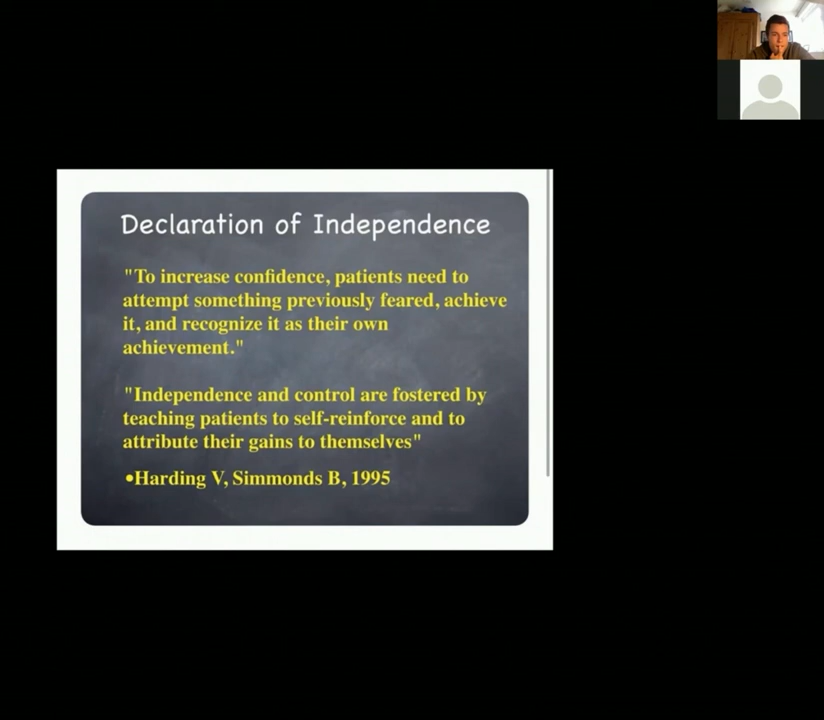 Declaration of Independence
"To increase confidence, patients need to
attempt something previously feared, achieve
it, and recognize it as their own
achievement."
"Independence and control are fostered by
teaching patients to self-reinforce and to
attribute their gains to themselves"
•Harding V, Simmonds B, 1995